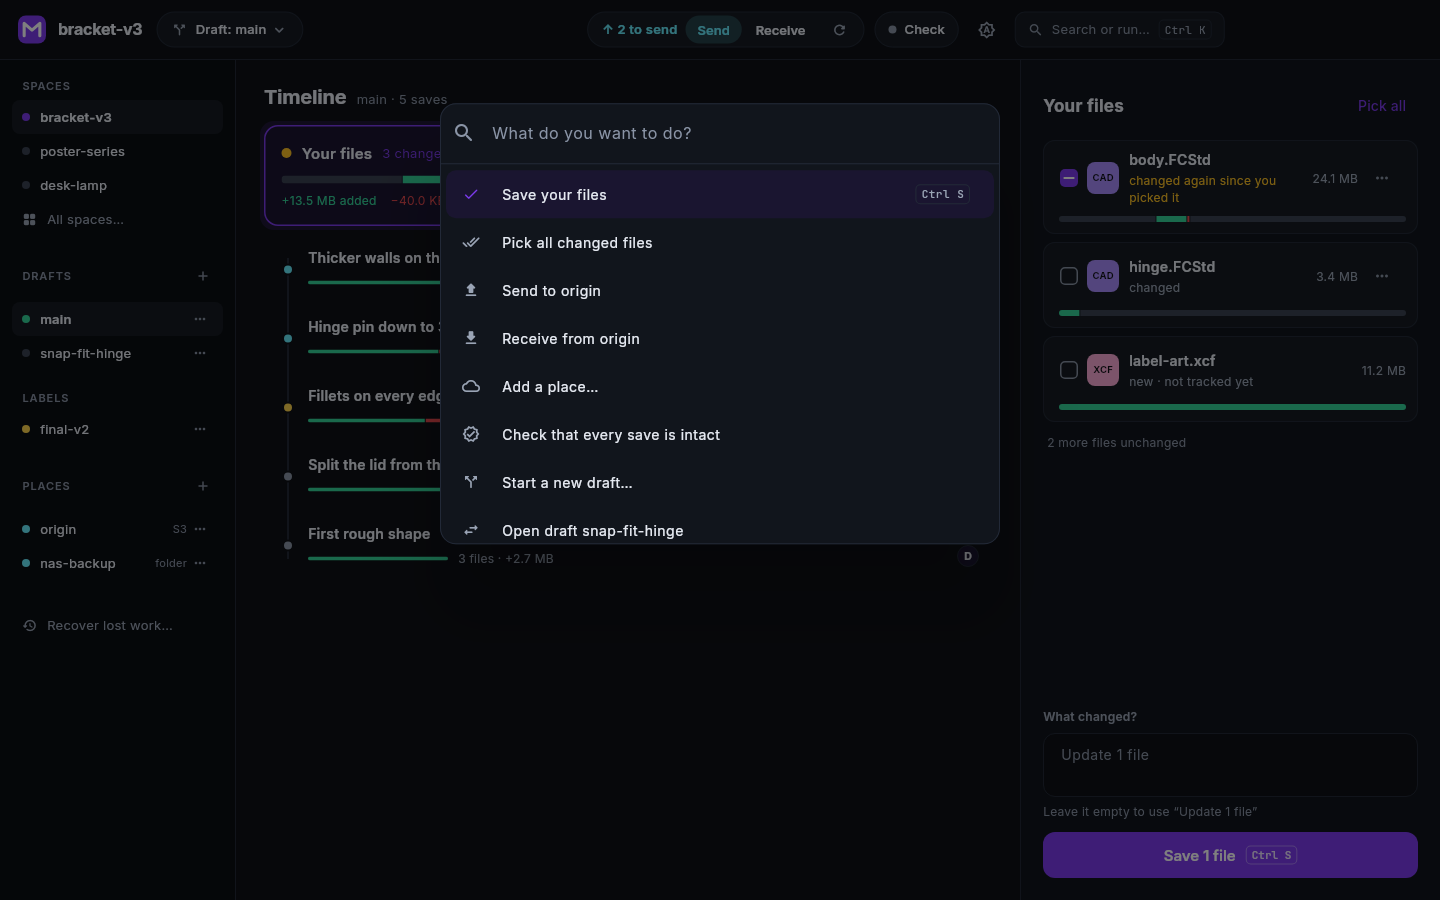 bracket-v3
Draft: main
↑ 2 to send
Send
Receive
Check
Search or run...
Ctrl K
SPACES
bracket-v3
poster-series
desk-lamp
All spaces...
DRAFTS
main
snap-fit-hinge
LABELS
final-v2
PLACES
origin
S3
nas-backup
folder
Recover lost work...
Timeline
main · 5 saves
Your files
3 change
+13.5 MB added
−40.0 K
Thicker walls on th
Hinge pin down to
Fillets on every edg
Split the lid from th
First rough shape
3 files · +2.7 MB
D
What do you want to do?
Save your files
Ctrl S
Pick all changed files
Send to origin
Receive from origin
Add a place...
Check that every save is intact
Start a new draft...
Open draft snap-fit-hinge
Your files
Pick all
CAD
body.FCStd
changed again since you
picked it
24.1 MB
CAD
hinge.FCStd
changed
3.4 MB
XCF
label-art.xcf
new · not tracked yet
11.2 MB
2 more files unchanged
What changed?
Update 1 file
Leave it empty to use “Update 1 file”
Save 1 file
Ctrl S